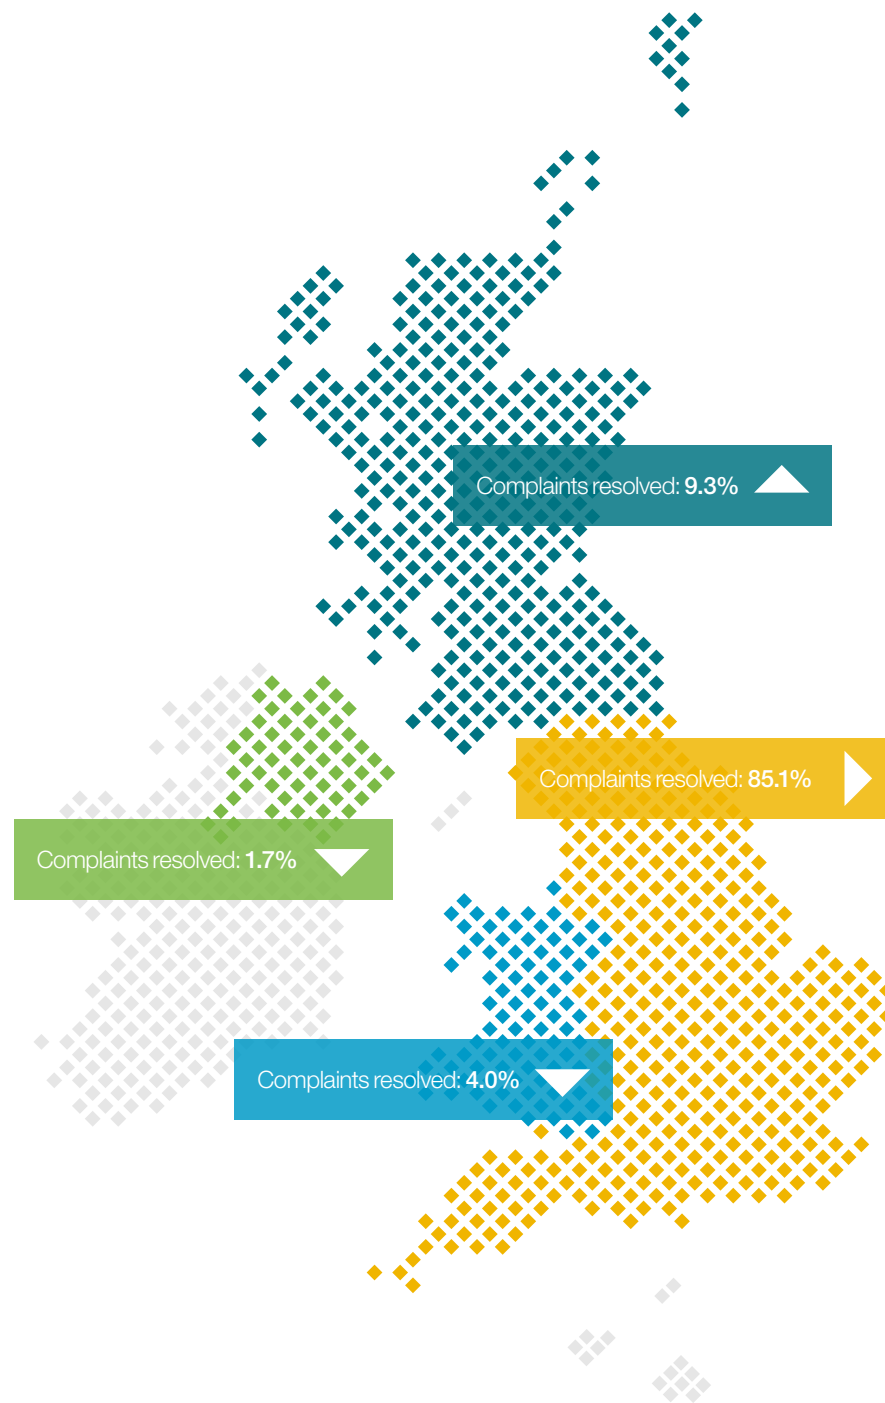 Complaints resolved: 9.3%
Complaints resolved: 85.1%
Complaints resolved: 1.7%
Complaints resolved: 4.0%